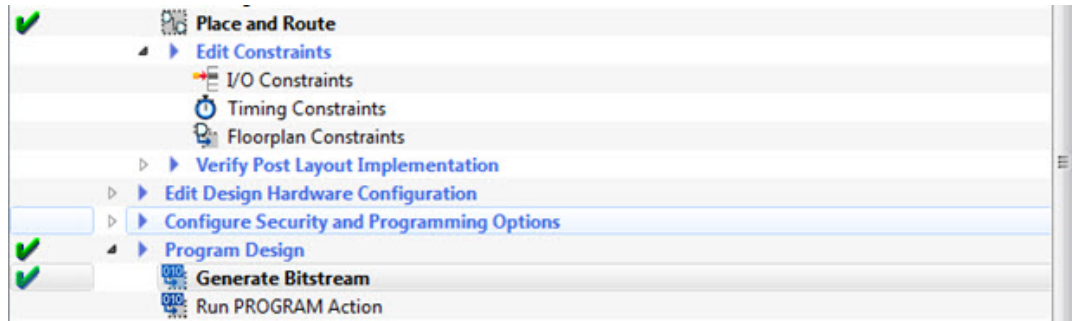 Place and Route
Edit Constraints
I/O Constraints
Timing Constraints
Floorplan Constraints
Verify Post Layout Implementation
Edit Design Hardware Configuration
Configure Security and Programming Options
Program Design
Generate Bitstream
Run PROGRAM Action